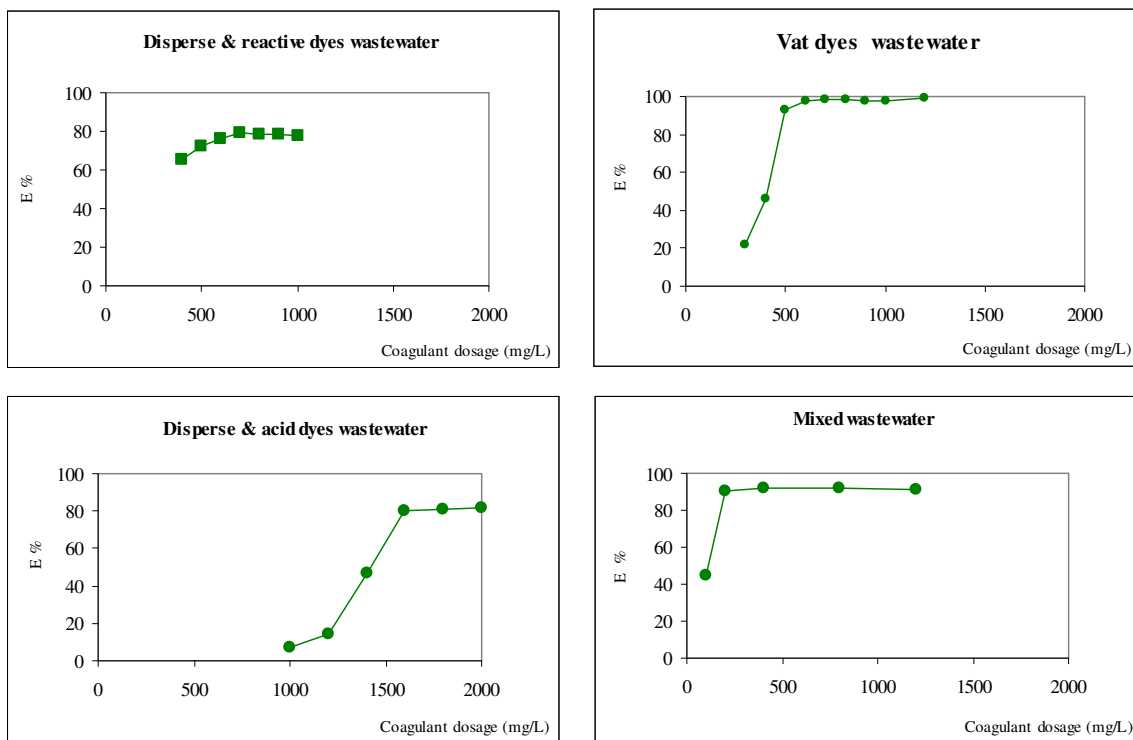 Disperse & reactive dyes wastewater
100
80
60
40
20
0
E %
0 500 1000 1500 2000
Coagulant dosage (mg/L)
Vat dyes wastewater
100
80
60
40
20
0
E %
0 500 1000 1500 2000
Coagulant dosage (mg/L)
Disperse & acid dyes wastewater
100
80
60
40
20
0
E %
0 500 1000 1500 2000
Coagulant dosage (mg/L)
Mixed wastewater
100
80
60
40
20
0
E %
0 500 1000 1500 2000
Coagulant dosage (mg/L)